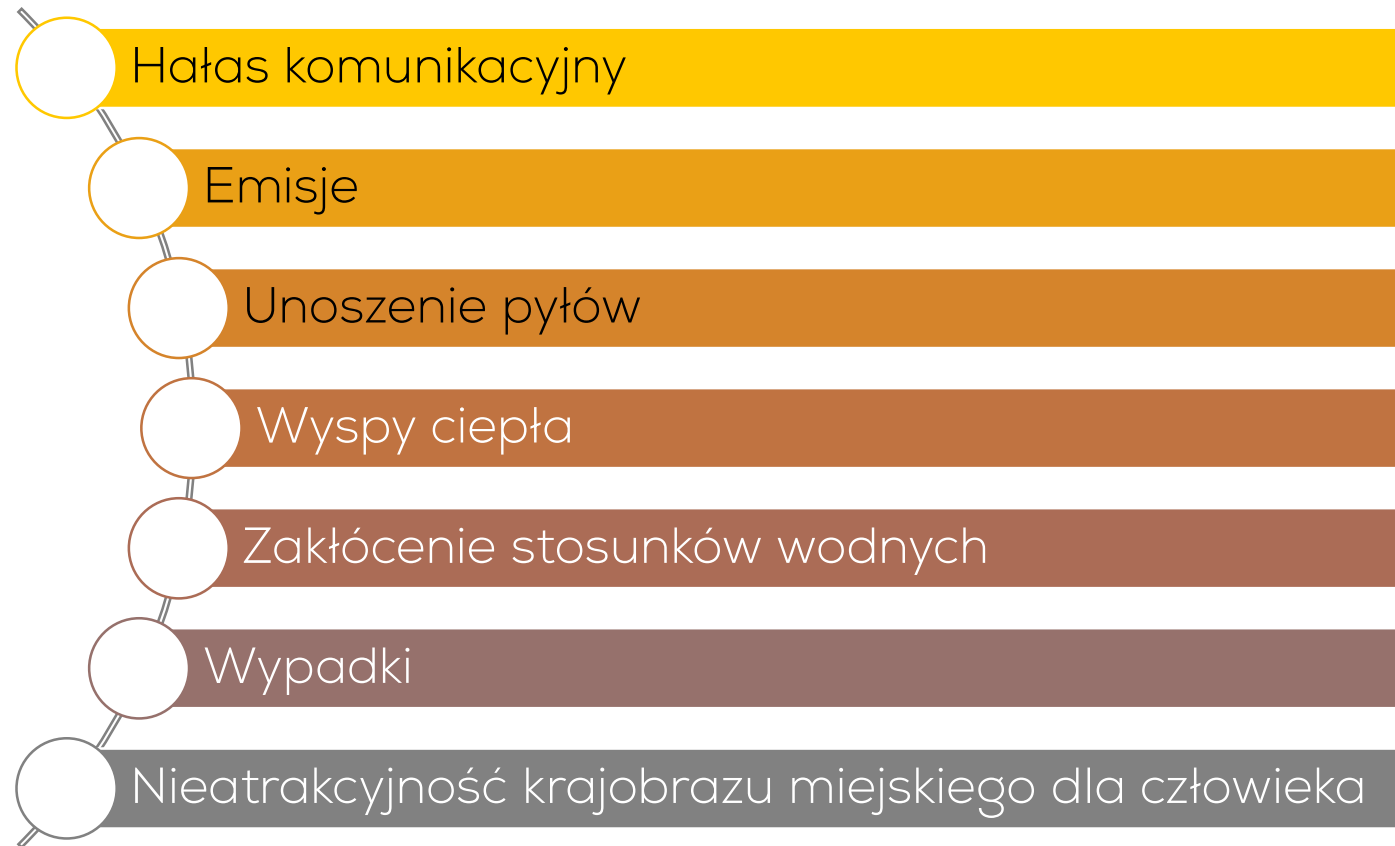 Hałas komunikacyjny
Emisje
Unoszenie pyłów
Wyspy ciepła
Zakłócenie stosunków wodnych
Wypadki
Nieatrakcyjność krajobrazu miejskiego dla człowieka